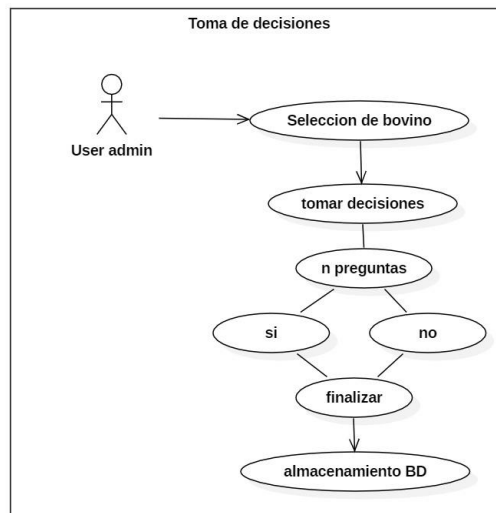 Toma de decisiones
Seleccion de bovino
User admin
tomar decisiones
n preguntas
si
no
finalizar
almacenamiento BD